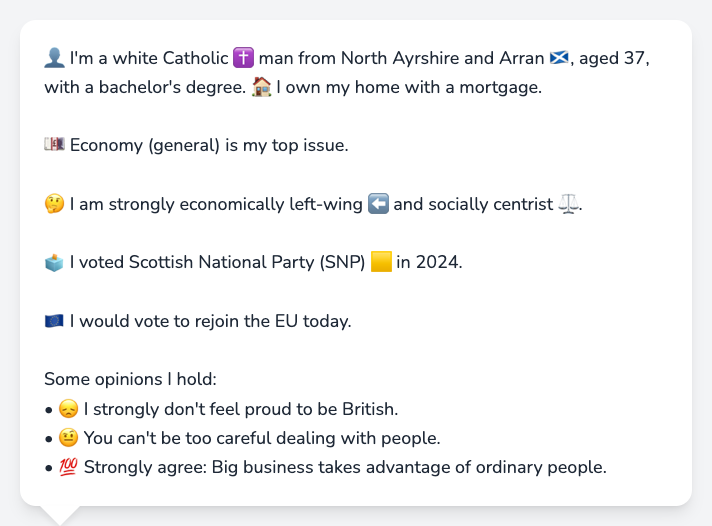 👤 I'm a white Catholic ✝️ man from North Ayrshire and Arran 🏴󠁧󠁢󠁳󠁣󠁴󠁿, aged 37,
with a bachelor's degree. 🏠 I own my home with a mortgage.
💷 Economy (general) is my top issue.
🤔 I am strongly economically left-wing ⬅️ and socially centrist ⚖️.
🗳️ I voted Scottish National Party (SNP) 🟨 in 2024.
🇪🇺 I would vote to rejoin the EU today.
Some opinions I hold:
• 😞 I strongly don't feel proud to be British.
• 🤨 You can't be too careful dealing with people.
• 💯 Strongly agree: Big business takes advantage of ordinary people.